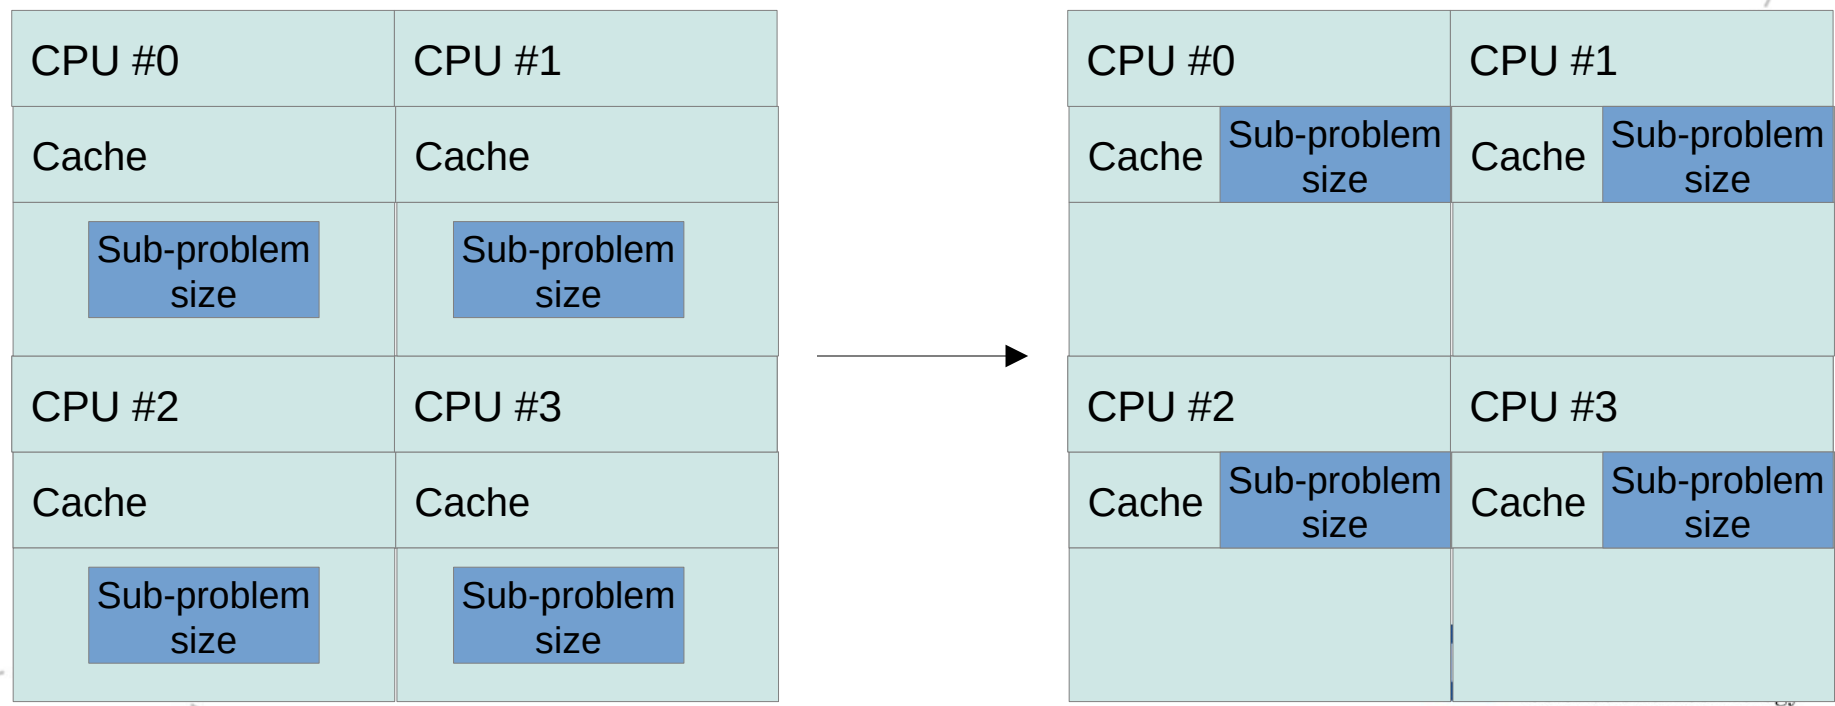 CPU #0
CPU #1
Cache
Cache
Sub-problem
size
Sub-problem
size
CPU #2
CPU #3
Cache
Cache
Sub-problem
size
Sub-problem
size
CPU #0
CPU #1
Cache
Sub-problem
size
Cache
Sub-problem
size
CPU #2
CPU #3
Cache
Sub-problem
size
Cache
Sub-problem
size